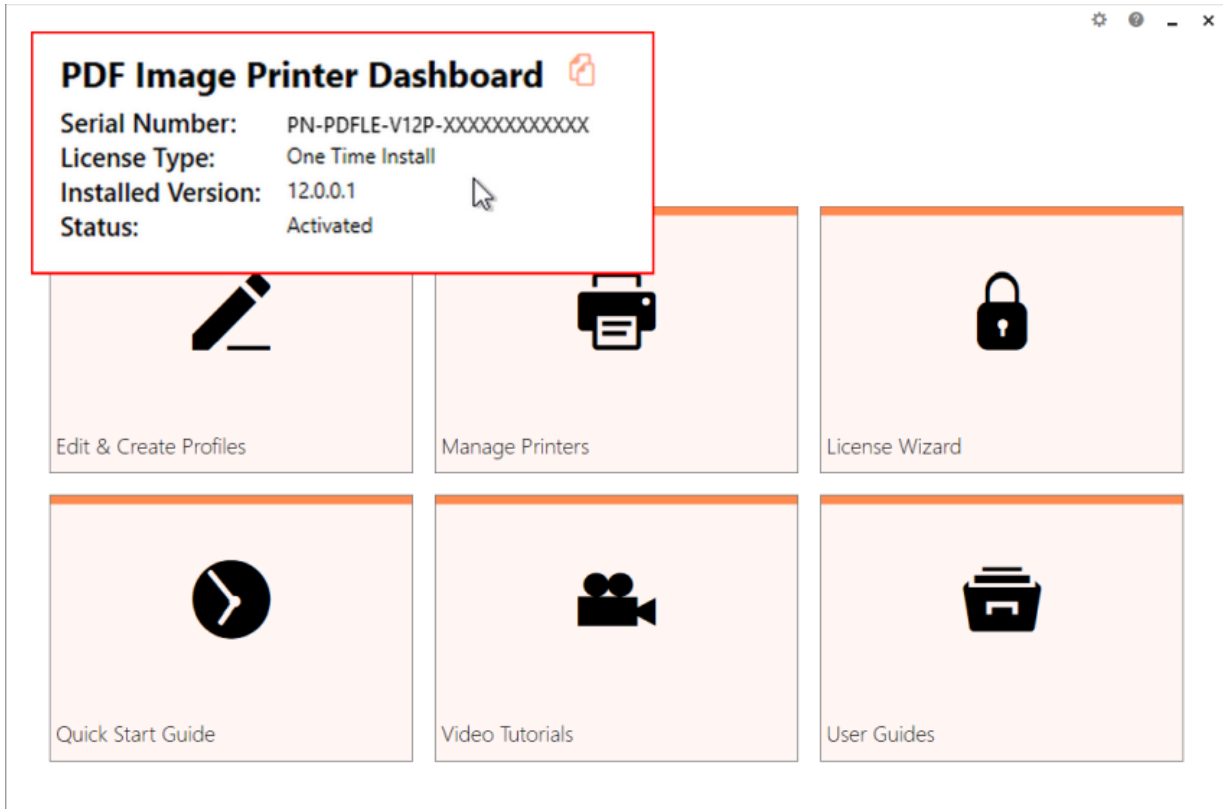 PDF Image Printer Dashboard
Serial Number: PN-PDFLE-V12P-XXXXXXXXXXXX
License Type: One Time Install
Installed Version: 12.0.0.1
Status: Activated
Edit & Create Profiles
Manage Printers
License Wizard
Quick Start Guide
Video Tutorials
User Guides